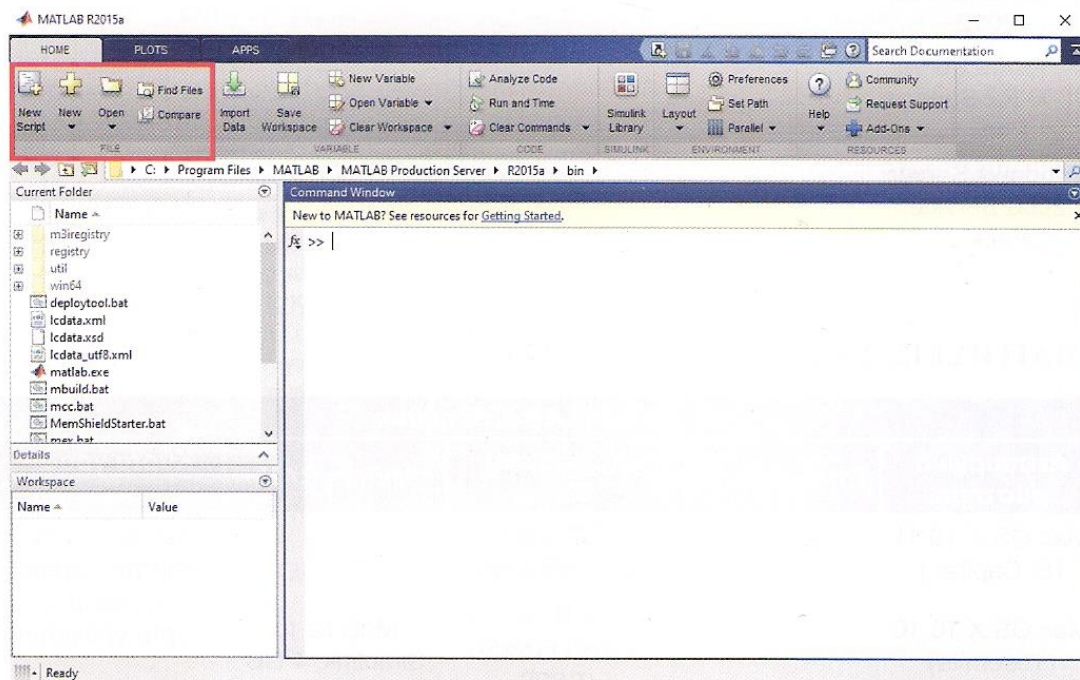 MATLAB R2015a
HOME PLOTS APPS
Search Documentation
New Script
New
Open
Find Files
Compare
FILE
Import Data
Save Workspace
New Variable
Open Variable
Clear Workspace
VARIABLE
Analyze Code
Run and Time
Clear Commands
CODE
Simulink Library
SIMULINK
Layout
Preferences
Set Path
Parallel
ENVIRONMENT
Help
Community
Request Support
Add-Ons
RESOURCES
C: Program Files MATLAB MATLAB Production Server R2015a bin
Current Folder
Name
m3iregistry
registry
util
win64
deploytool.bat
lcdata.xml
lcdata.xsd
lcdata_utf8.xml
matlab.exe
mbuild.bat
mcc.bat
MemShieldStarter.bat
mex.bat
Details
Workspace
Name Value
Command Window
New to MATLAB? See resources for Getting Started.
fx >>
Ready